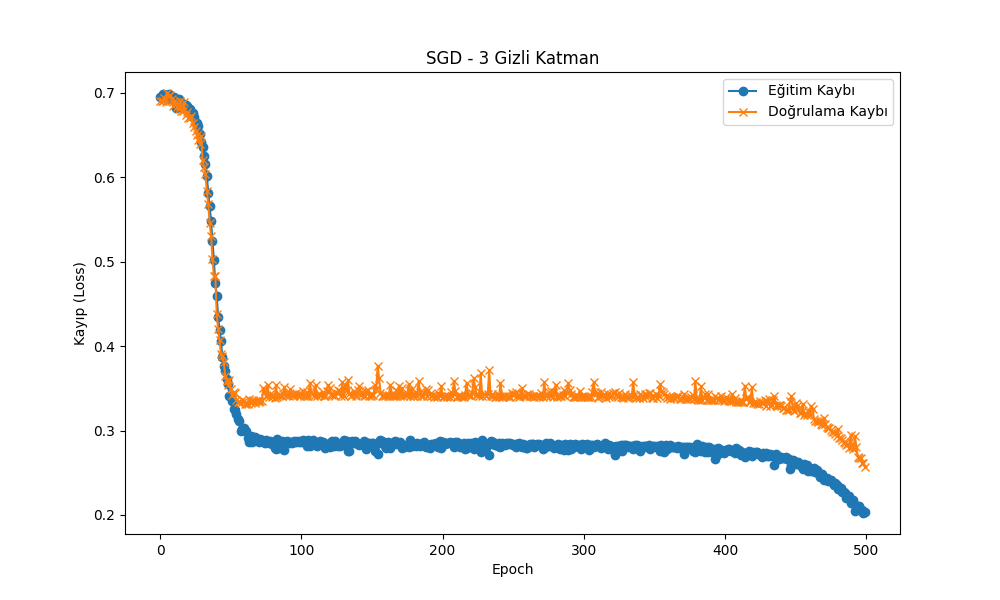 SGD - 3 Gizli Katman
Eğitim Kaybı
Doğrulama Kaybı
Kayıp (Loss)
0.7
0.6
0.5
0.4
0.3
0.2
0
100
200
300
400
500
Epoch